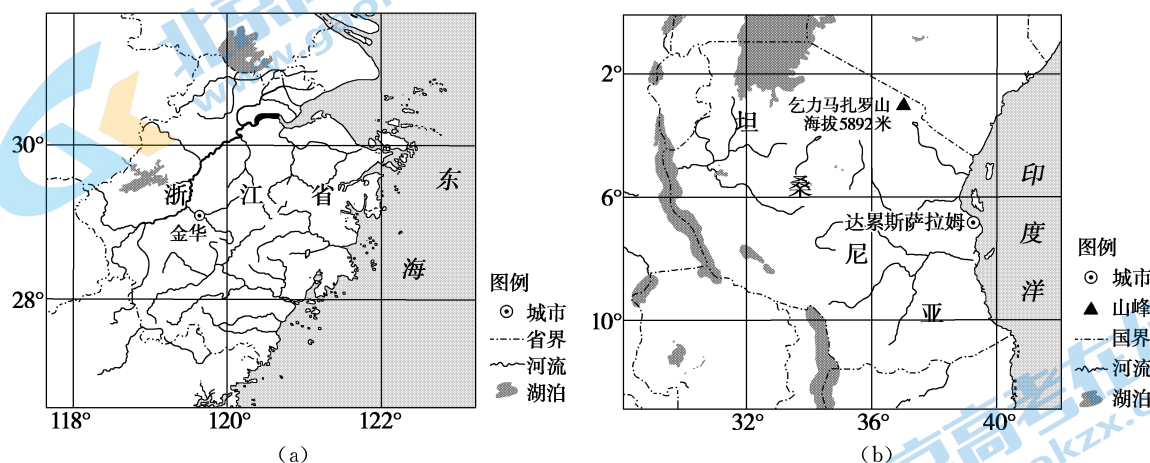 30°
28°
118°
120°
122°
浙 江 省
金华
东
海
图例
城市
省界
河流
湖泊
(a)
2°
6°
10°
32°
36°
40°
乞力马扎罗山
海拔5892米
坦
桑
尼
亚
达累斯萨拉姆
印
度
洋
图例
城市
山峰
国界
河流
湖泊
(b)